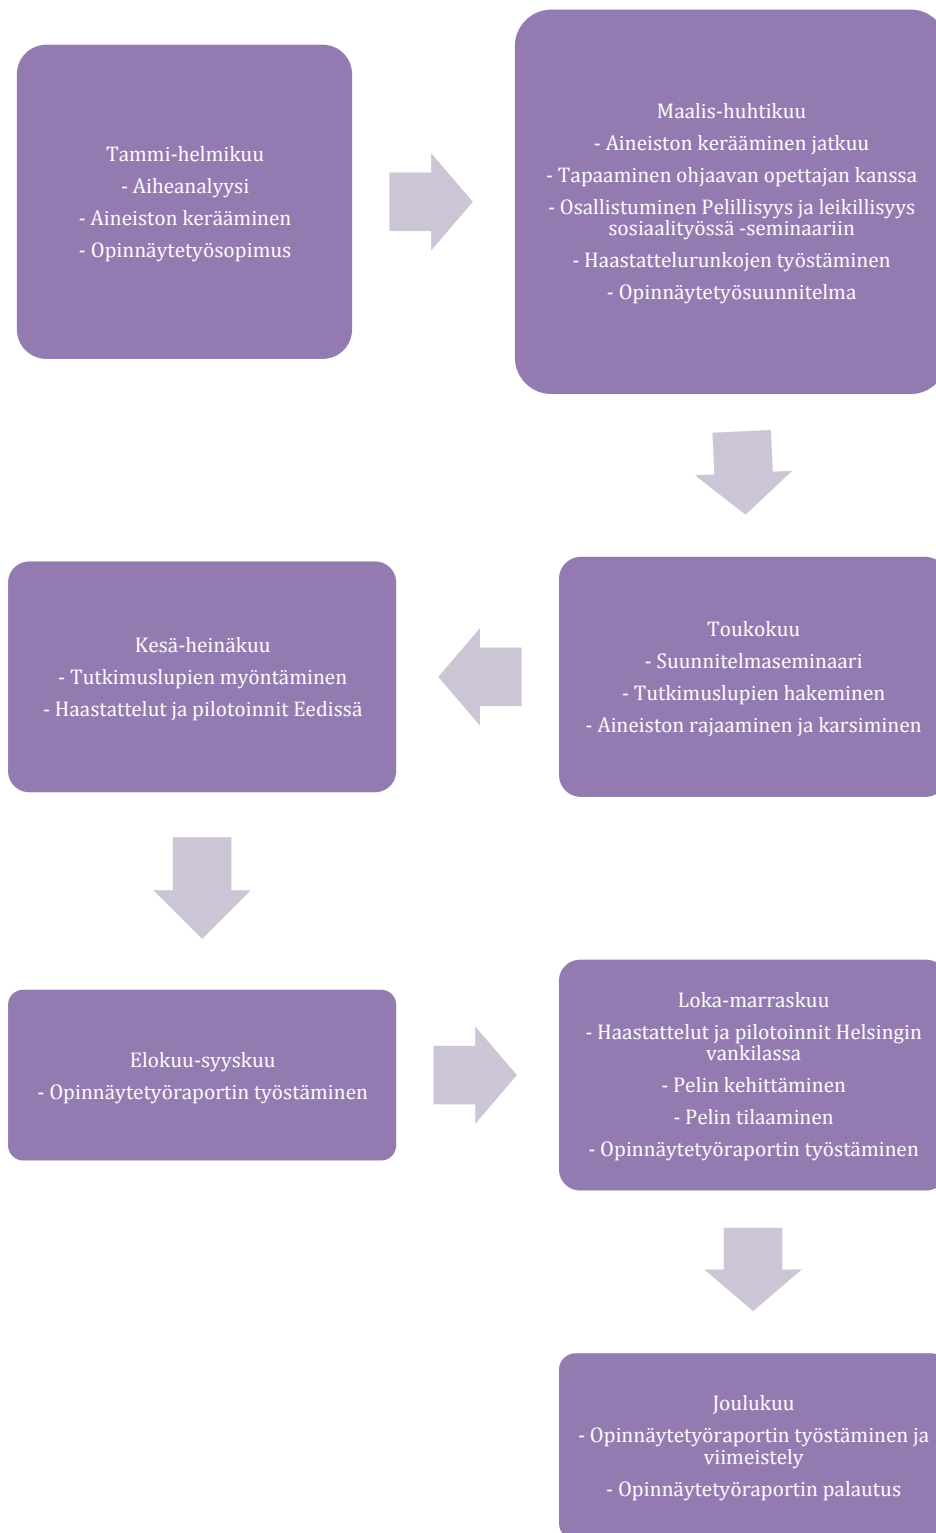 Tammi-helmikuu
- Aiheanalyysi
- Aineiston kerääminen
- Opinnäytetyösopimus
Maalis-huhtikuu
- Aineiston kerääminen jatkuu
- Tapaaminen ohjaavan opettajan kanssa
- Osallistuminen Pelillisyys ja leikillisyys
sosiaalityössä -seminaariin
- Haastattelurunkojen työstäminen
- Opinnäytetyösuunnitelma
Toukokuu
- Suunnitelmaseminaari
- Tutkimuslupien hakeminen
- Aineiston rajaaminen ja karsiminen
Kesä-heinäkuu
- Tutkimuslupien myöntäminen
- Haastattelut ja pilotoinnit Eedissä
Elokuu-syyskuu
- Opinnäytetyöraportin työstäminen
Loka-marraskuu
- Haastattelut ja pilotoinnit Helsingin
vankilassa
- Pelin kehittäminen
- Pelin tilaaminen
- Opinnäytetyöraportin työstäminen
Joulukuu
- Opinnäytetyöraportin työstäminen ja
viimeistely
- Opinnäytetyöraportin palautus